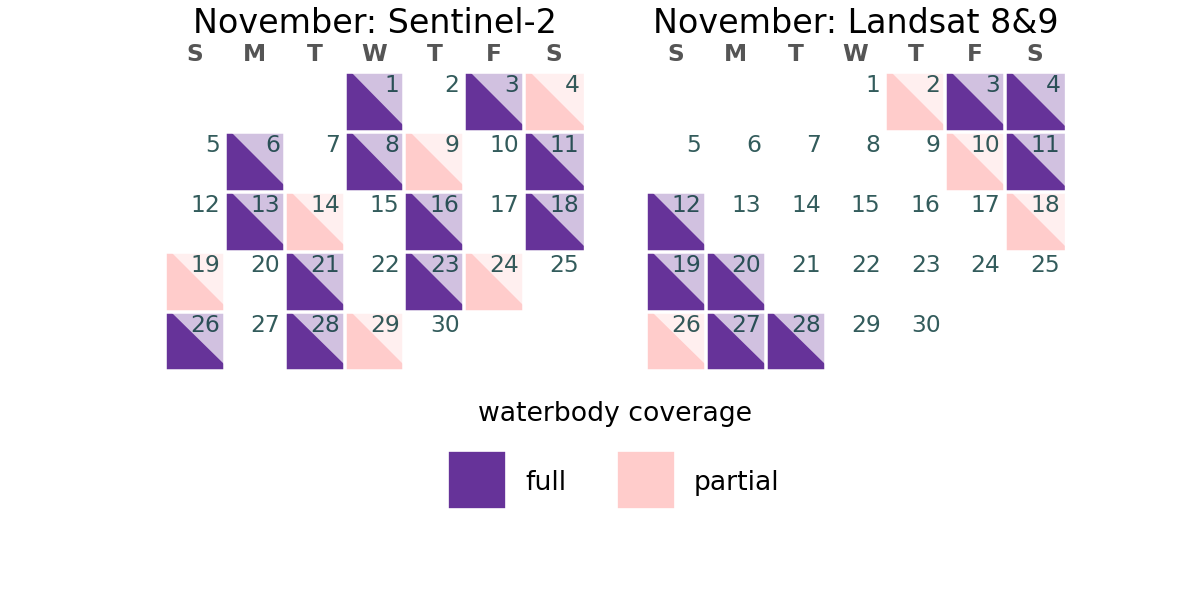 November: Sentinel-2
S M T W T F S
1 2 3 4
5 6 7 8 9 10 11
12 13 14 15 16 17 18
19 20 21 22 23 24 25
26 27 28 29 30
November: Landsat 8&9
S M T W T F S
1 2 3 4
5 6 7 8 9 10 11
12 13 14 15 16 17 18
19 20 21 22 23 24 25
26 27 28 29 30
waterbody coverage
full
partial